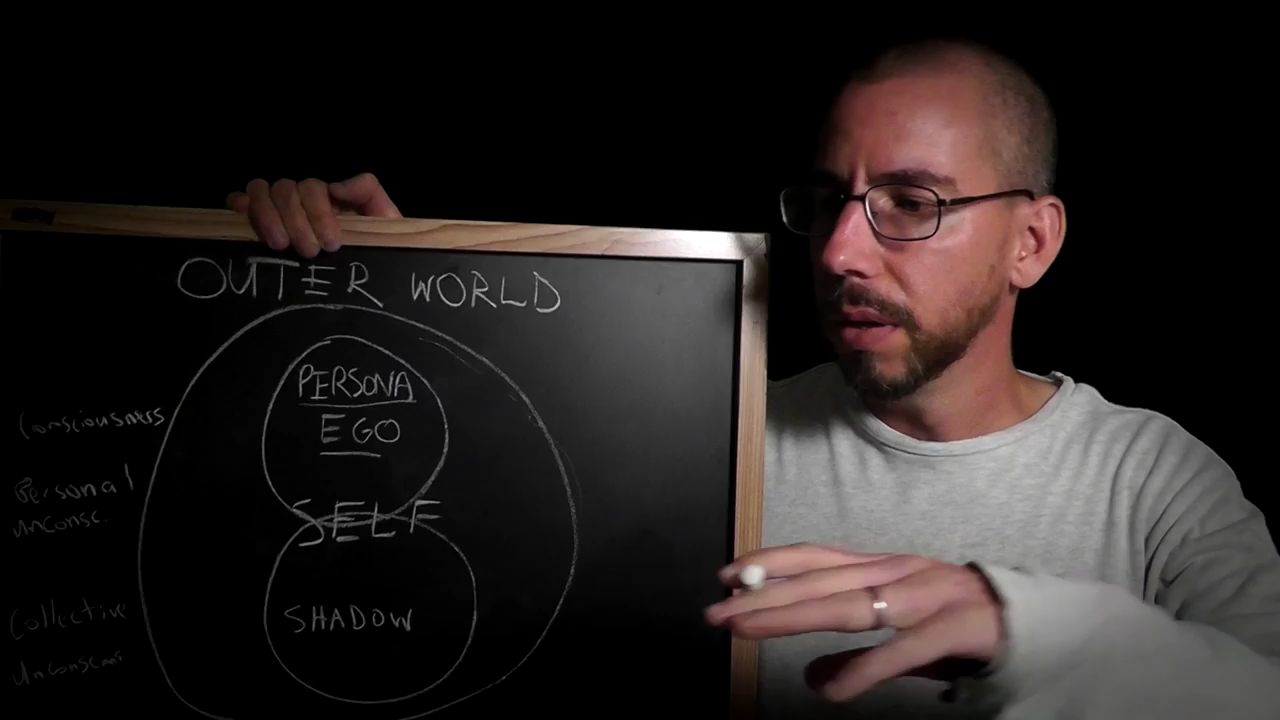 OUTER WORLD
PERSONA
EGO
SELF
SHADOW
Consciousness
Personal
unconsc.
Collective